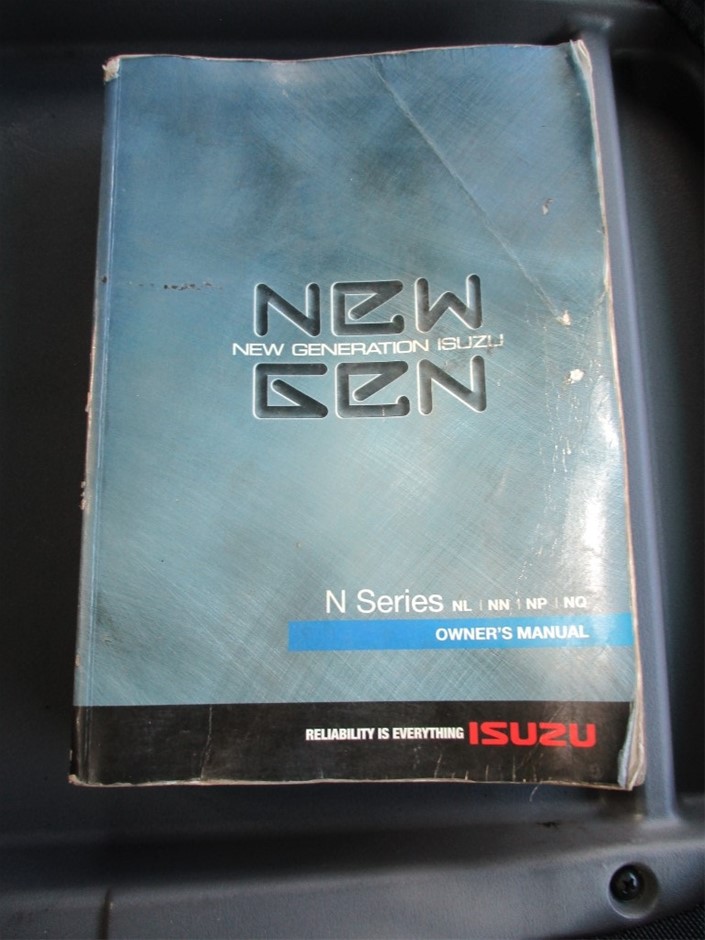 NEW
NEW GENERATION ISUZU
GEN
N Series NL | NN | NP | NQ
OWNER'S MANUAL
RELIABILITY IS EVERYTHING ISUZU